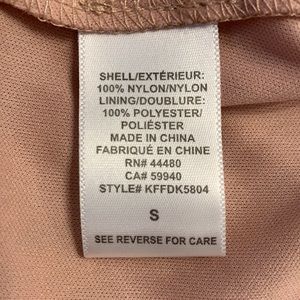 SHELL/EXTÉRIEUR:
100% NYLON/NYLON
LINING/DOUBLURE:
100% POLYESTER/
POLIÉSTER
MADE IN CHINA
FABRIQUÉ EN CHINE
RN# 44480
CA# 59940
STYLE# KFFDK5804
S
SEE REVERSE FOR CARE